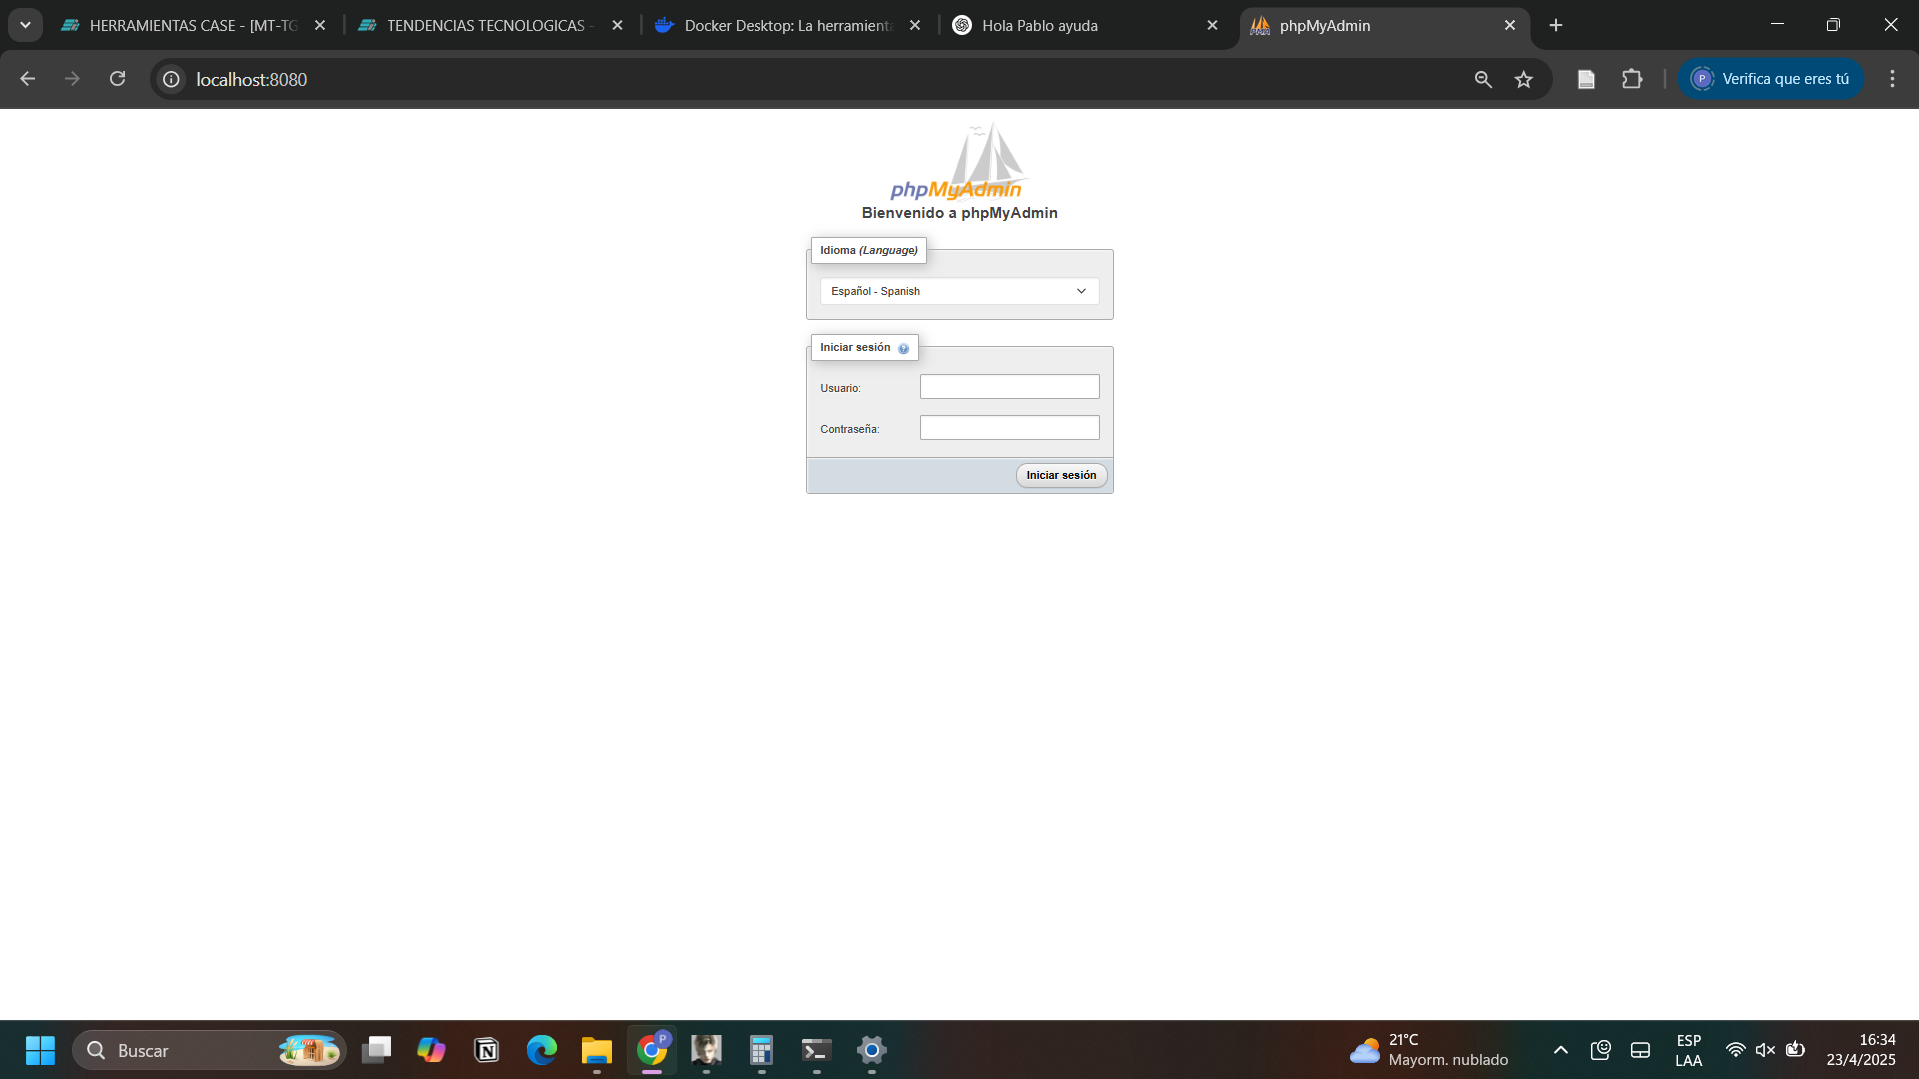 HERRAMIENTAS CASE - [MT-TG
TENDENCIAS TECNOLOGICAS -
Docker Desktop: La herramienta
Hola Pablo ayuda
phpMyAdmin
localhost:8080
P
Verifica que eres tú
phpMyAdmin
Bienvenido a phpMyAdmin
Idioma (Language)
Español - Spanish
Iniciar sesión
Usuario:
Contraseña:
Iniciar sesión
Buscar
P
21°C
Mayorm. nublado
ESP
LAA
16:34
23/4/2025